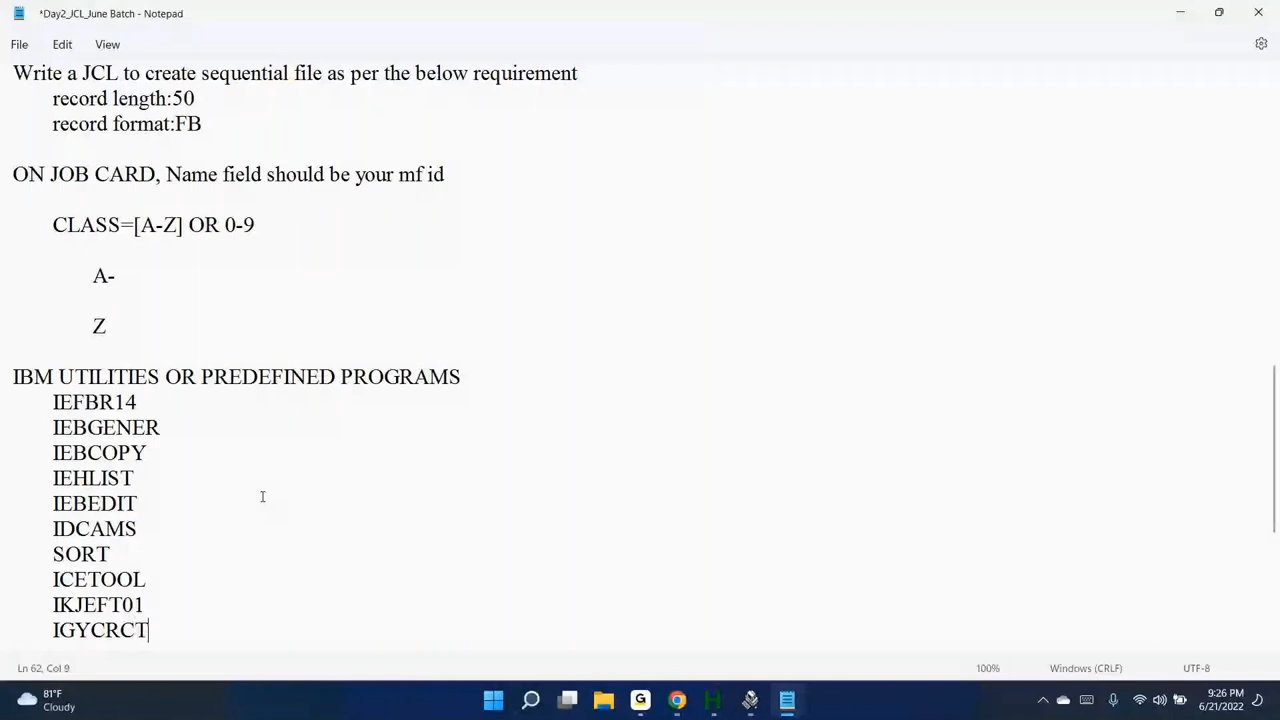 *Day2_JCL_June Batch - Notepad
File Edit View
Write a JCL to create sequential file as per the below requirement
record length:50
record format:FB
ON JOB CARD, Name field should be your mf id
CLASS=[A-Z] OR 0-9
A-
Z
IBM UTILITIES OR PREDEFINED PROGRAMS
IEFBR14
IEBGENER
IEBCOPY
IEHLIST
IEBEDIT
IDCAMS
SORT
ICETOOL
IKJEFT01
IGYCRCT
Ln 62, Col 9 100% Windows (CRLF) UTF-8
81°F
Cloudy
9:26 PM
6/21/2022